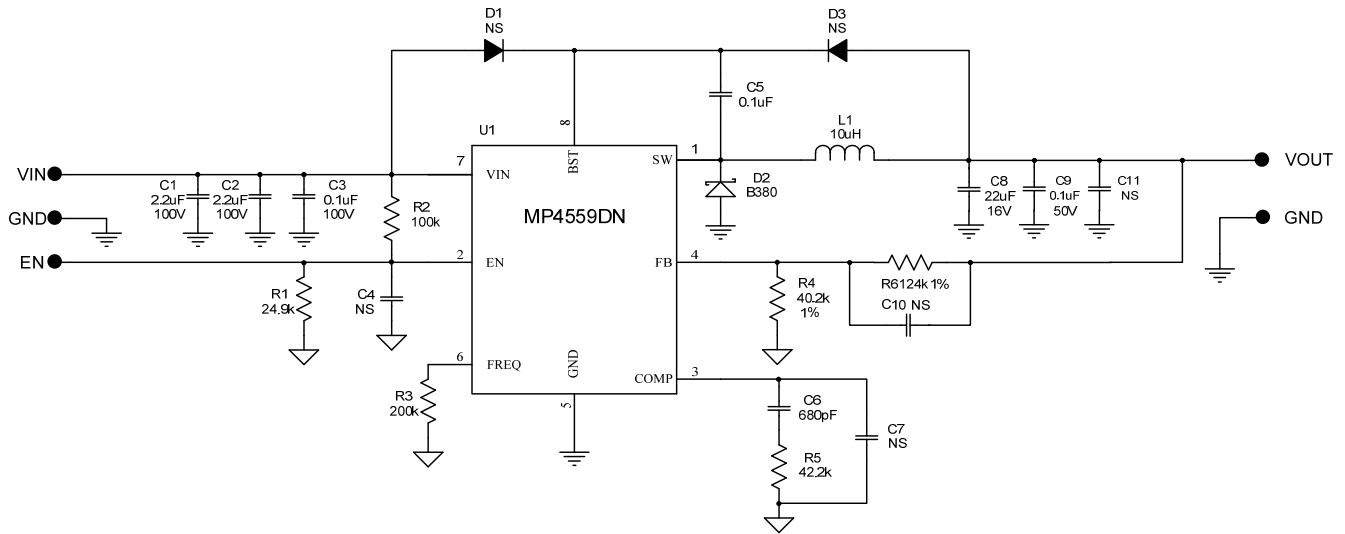 D1
NS
D3
NS
C5
0.1uF
U1
8
BST
L1
10uH
VIN
7
VIN
SW
1
VOUT
C1
2.2uF
100V
C2
2.2uF
100V
C3
0.1uF
100V
R2
100k
MP4559DN
D2
B380
C8
22uF
16V
C9
0.1uF
50V
C11
NS
GND
GND
EN
2
EN
FB
4
R1
24.9k
C4
NS
R4
40.2k
1%
R6124k 1%
C10 NS
6
FREQ
GND
5
COMP
3
R3
200k
C6
680pF
C7
NS
R5
42.2k